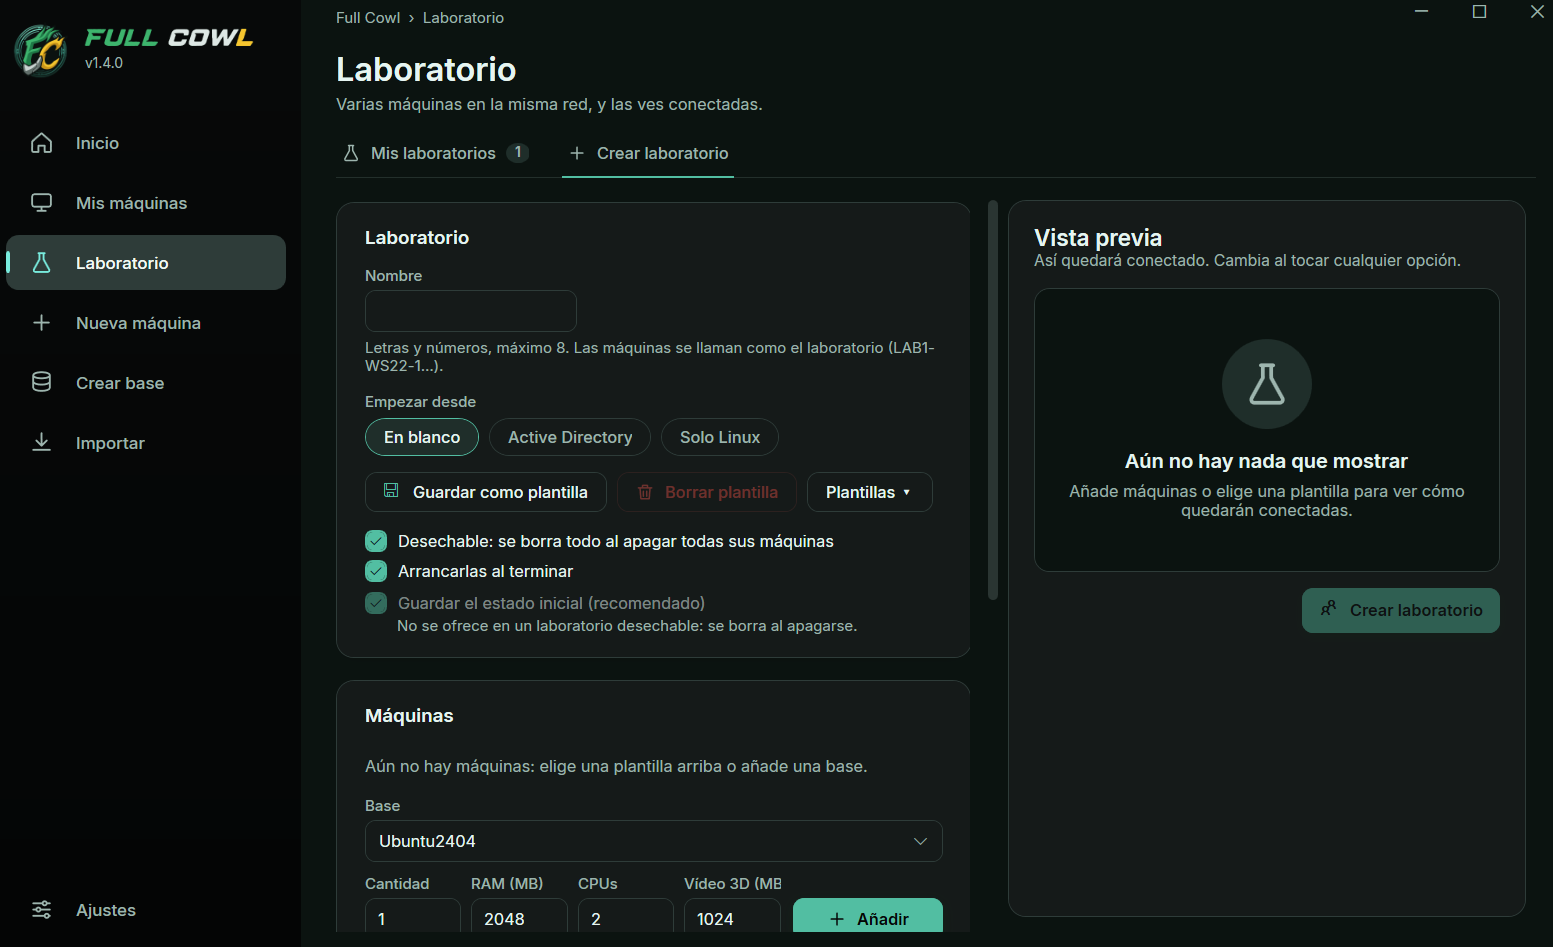 FULL COWL
v1.4.0
Inicio
Mis máquinas
Laboratorio
Nueva máquina
Crear base
Importar
Ajustes
Full Cowl › Laboratorio
Laboratorio
Varias máquinas en la misma red, y las ves conectadas.
Mis laboratorios 1
Crear laboratorio
Laboratorio
Nombre
Letras y números, máximo 8. Las máquinas se llaman como el laboratorio (LAB1-
WS22-1...).
Empezar desde
En blanco Active Directory Solo Linux
Guardar como plantilla Borrar plantilla Plantillas
Desechable: se borra todo al apagar todas sus máquinas
Arrancarlas al terminar
Guardar el estado inicial (recomendado)
No se ofrece en un laboratorio desechable: se borra al apagarse.
Máquinas
Aún no hay máquinas: elige una plantilla arriba o añade una base.
Base
Ubuntu2404
Cantidad RAM (MB) CPUs Vídeo 3D (MB
1 2048 2 1024 + Añadir
Vista previa
Así quedará conectado. Cambia al tocar cualquier opción.
Aún no hay nada que mostrar
Añade máquinas o elige una plantilla para ver cómo
quedarán conectadas.
Crear laboratorio